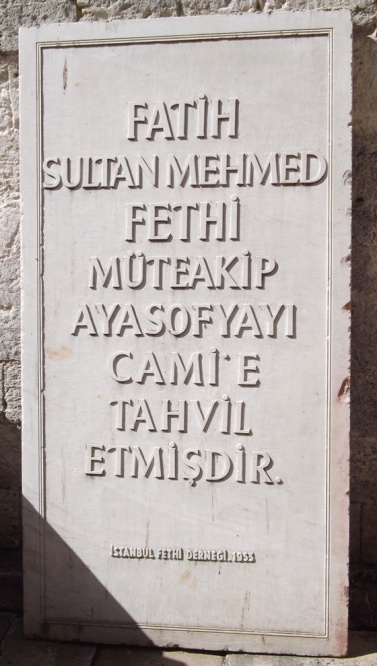 FATİH
SULTAN MEHMED
FETHİ
MÜTEAKİP
AYASOFYAYI
CAMİ'E
TAHVİL
ETMİŞDİR.
İSTANBUL FETHİ DERNEĞİ.1953